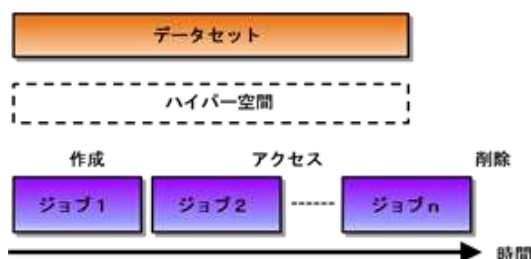 データセット
ハイパー空間
作成 アクセス 削除
ジョブ１ ジョブ２ ジョブｎ
時間